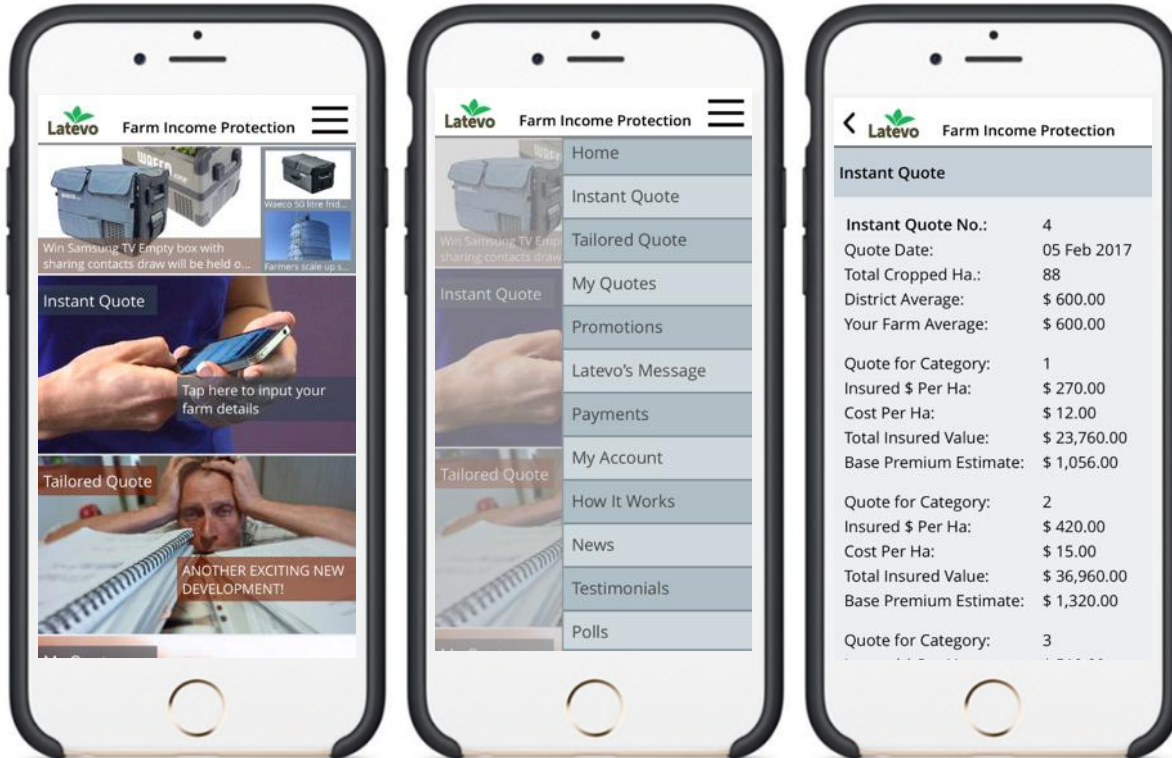 Latevo
Farm Income Protection
Win Samsung TV Empty box with
sharing contacts draw will be held o...
Waeco 50 litre frid...
Farmers scale up s...
Instant Quote
Tap here to input your
farm details
Tailored Quote
ANOTHER EXCITING NEW
DEVELOPMENT!
Latevo
Farm Income Protection
Win Samsung TV Emp
sharing contacts draw
Instant Quote
Tailored Quote
Home
Instant Quote
Tailored Quote
My Quotes
Promotions
Latevo's Message
Payments
My Account
How It Works
News
Testimonials
Polls
Latevo
Farm Income Protection
Instant Quote
Instant Quote No.: 4
Quote Date: 05 Feb 2017
Total Cropped Ha.: 88
District Average: $ 600.00
Your Farm Average: $ 600.00
Quote for Category: 1
Insured $ Per Ha: $ 270.00
Cost Per Ha: $ 12.00
Total Insured Value: $ 23,760.00
Base Premium Estimate: $ 1,056.00
Quote for Category: 2
Insured $ Per Ha: $ 420.00
Cost Per Ha: $ 15.00
Total Insured Value: $ 36,960.00
Base Premium Estimate: $ 1,320.00
Quote for Category: 3